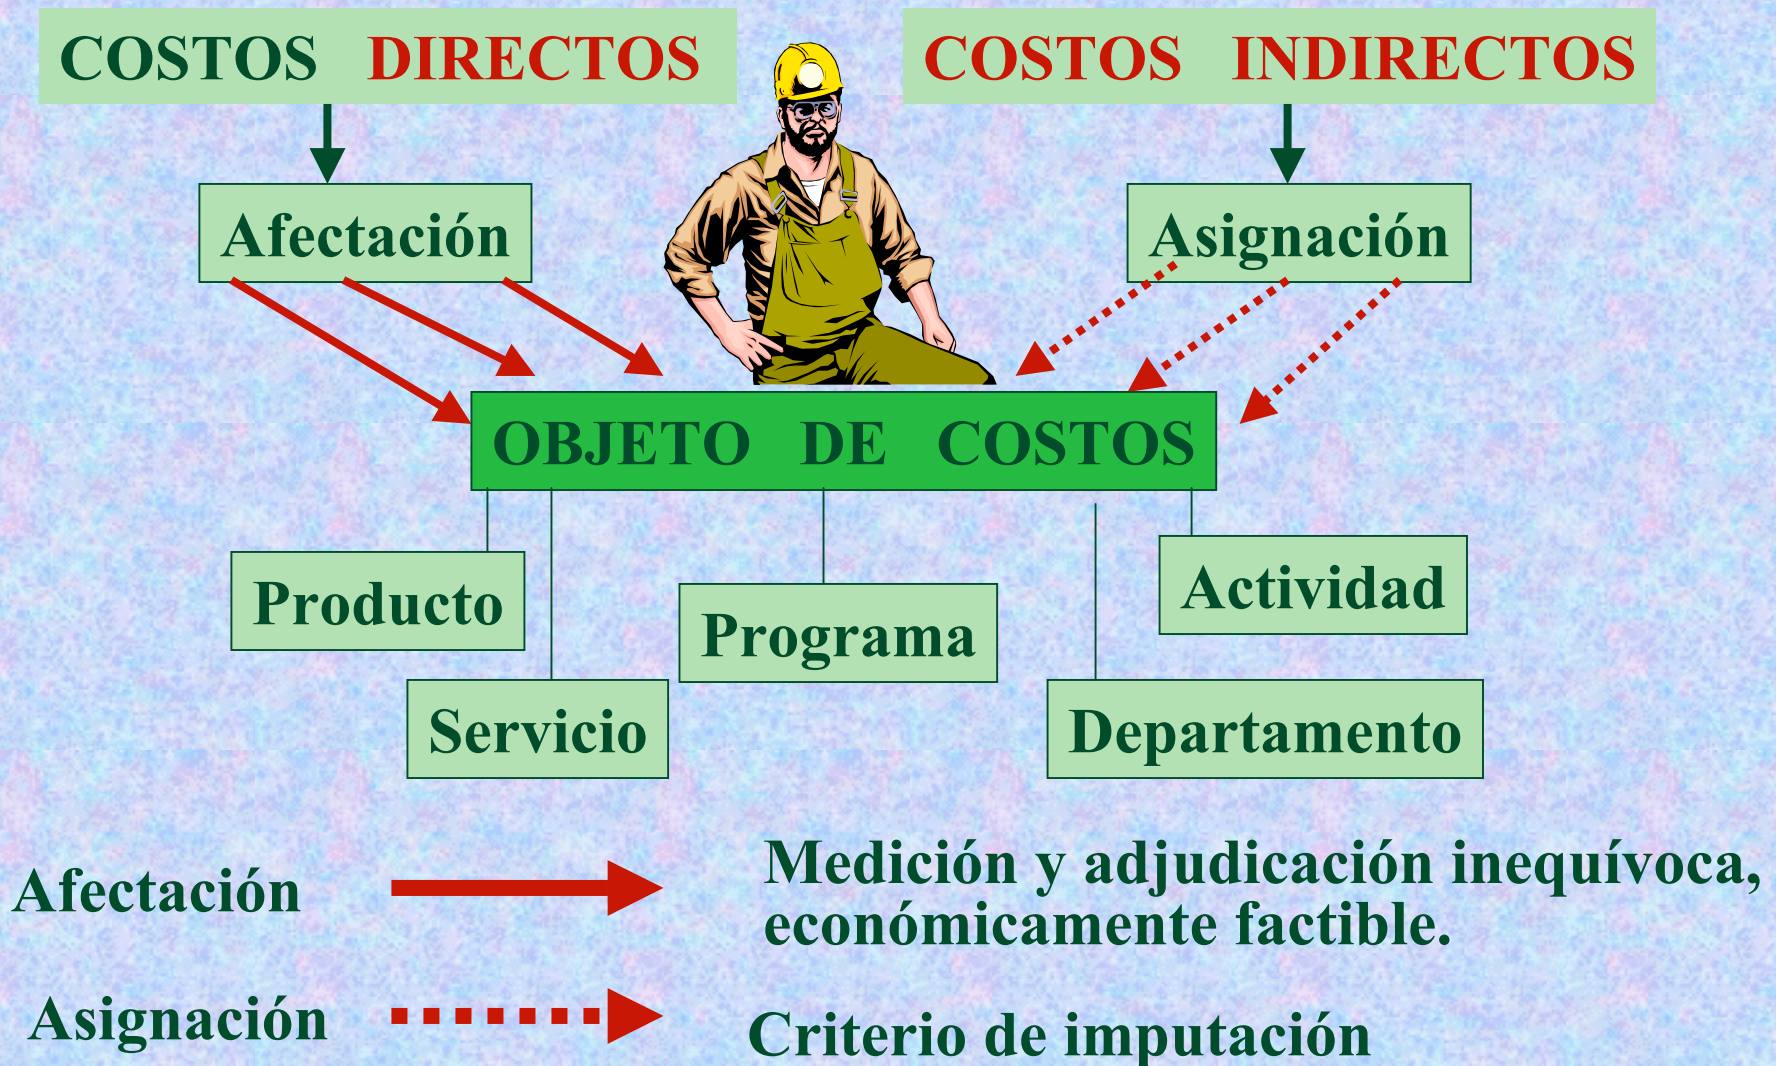 COSTOS DIRECTOS
COSTOS INDIRECTOS
Afectación
Asignación
OBJETO DE COSTOS
Producto
Servicio
Programa
Actividad
Departamento
Afectación
Medición y adjudicación inequívoca,
económicamente factible.
Asignación
Criterio de imputación